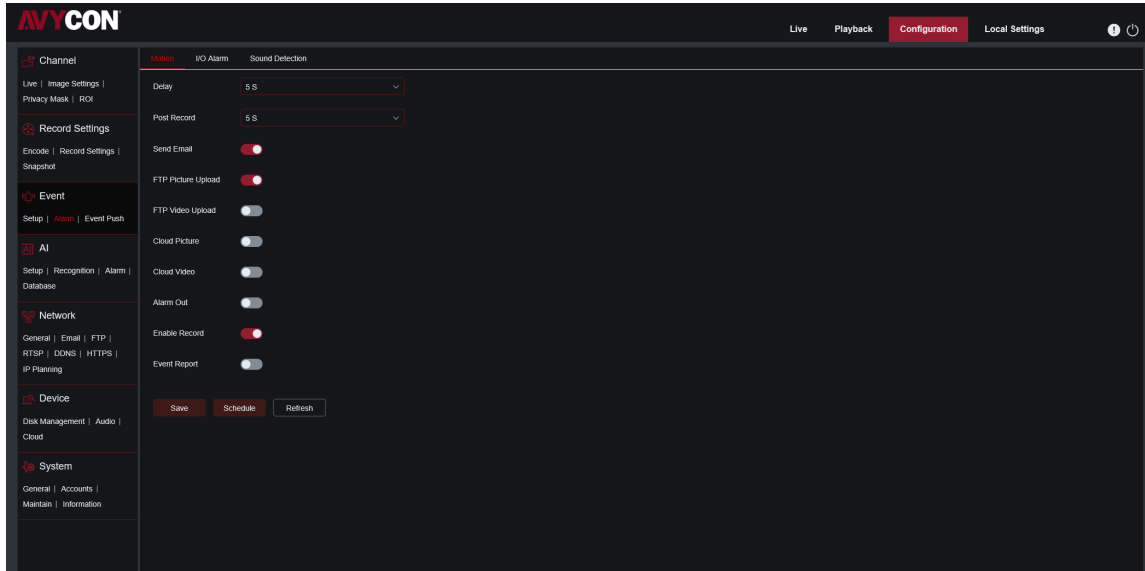 AVYCON
Live Playback Configuration Local Settings
Channel
Live | Image Settings |
Privacy Mask | ROI
Record Settings
Encode | Record Settings |
Snapshot
Event
Setup | Alarm | Event Push
AI AI
Setup | Recognition | Alarm |
Database
Network
General | Email | FTP |
RTSP | DDNS | HTTPS |
IP Planning
Device
Disk Management | Audio |
Cloud
System
General | Accounts |
Maintain | Information
Motion I/O Alarm Sound Detection
Delay 5 S
Post Record 5 S
Send Email
FTP Picture Upload
FTP Video Upload
Cloud Picture
Cloud Video
Alarm Out
Enable Record
Event Report
Save Schedule Refresh